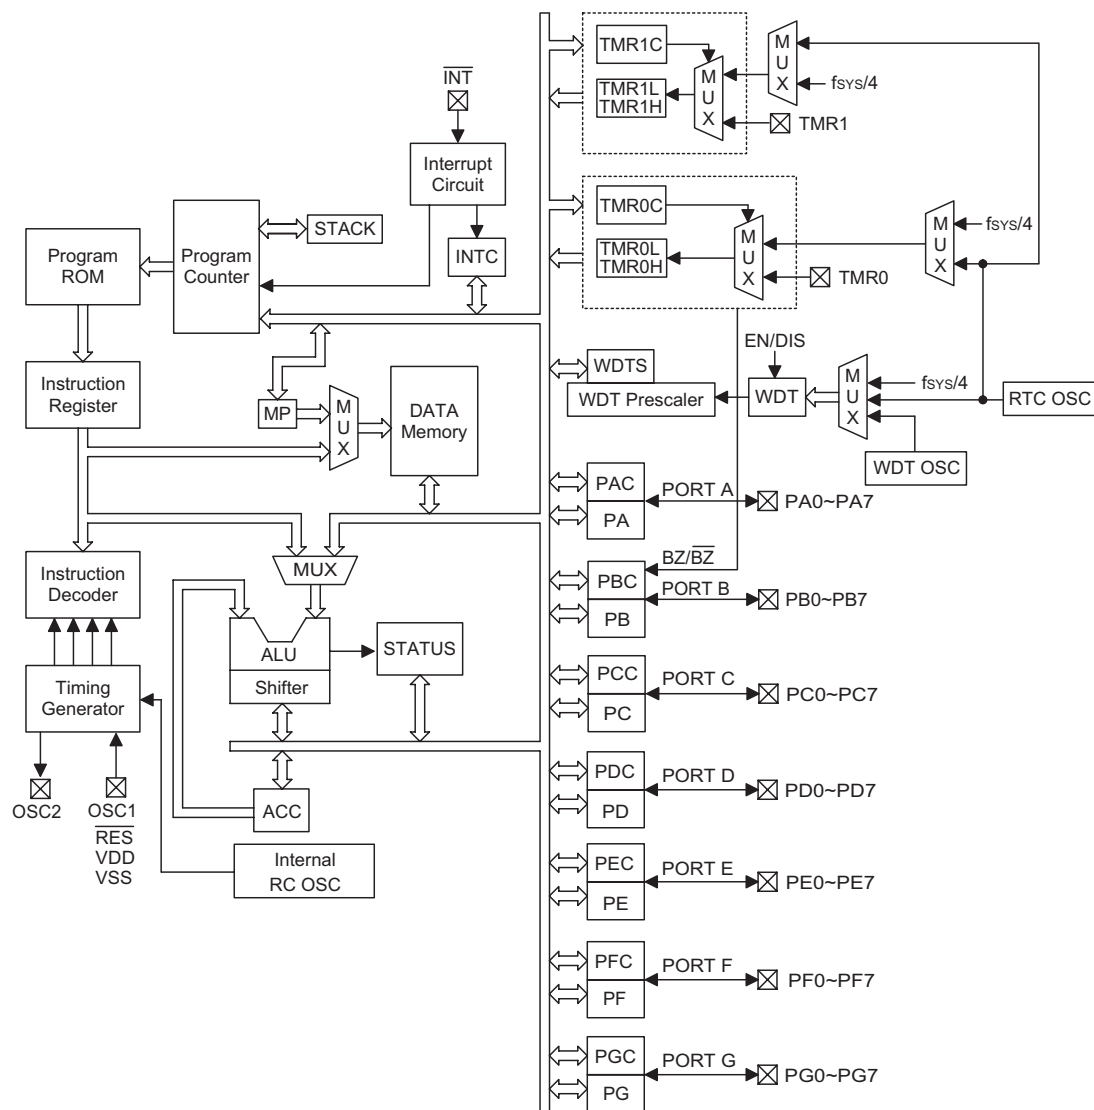 INT
Interrupt
Circuit
STACK
INTC
Program
ROM
Program
Counter
Instruction
Register
MP
M
U
X
DATA
Memory
Instruction
Decoder
MUX
ALU
Shifter
STATUS
Timing
Generator
OSC2
OSC1
RES
VDD
VSS
ACC
Internal
RC OSC
TMR1C
TMR1L
TMR1H
M
U
X
M
U
X
fSYS/4
TMR1
TMR0C
TMR0L
TMR0H
M
U
X
M
U
X
fSYS/4
TMR0
EN/DIS
WDTS
WDT Prescaler
WDT
M
U
X
fSYS/4
RTC OSC
WDT OSC
PAC
PA
PORT A
PA0~PA7
BZ/BZ
PBC
PB
PORT B
PB0~PB7
PCC
PC
PORT C
PC0~PC7
PDC
PD
PORT D
PD0~PD7
PEC
PE
PORT E
PE0~PE7
PFC
PF
PORT F
PF0~PF7
PGC
PG
PORT G
PG0~PG7